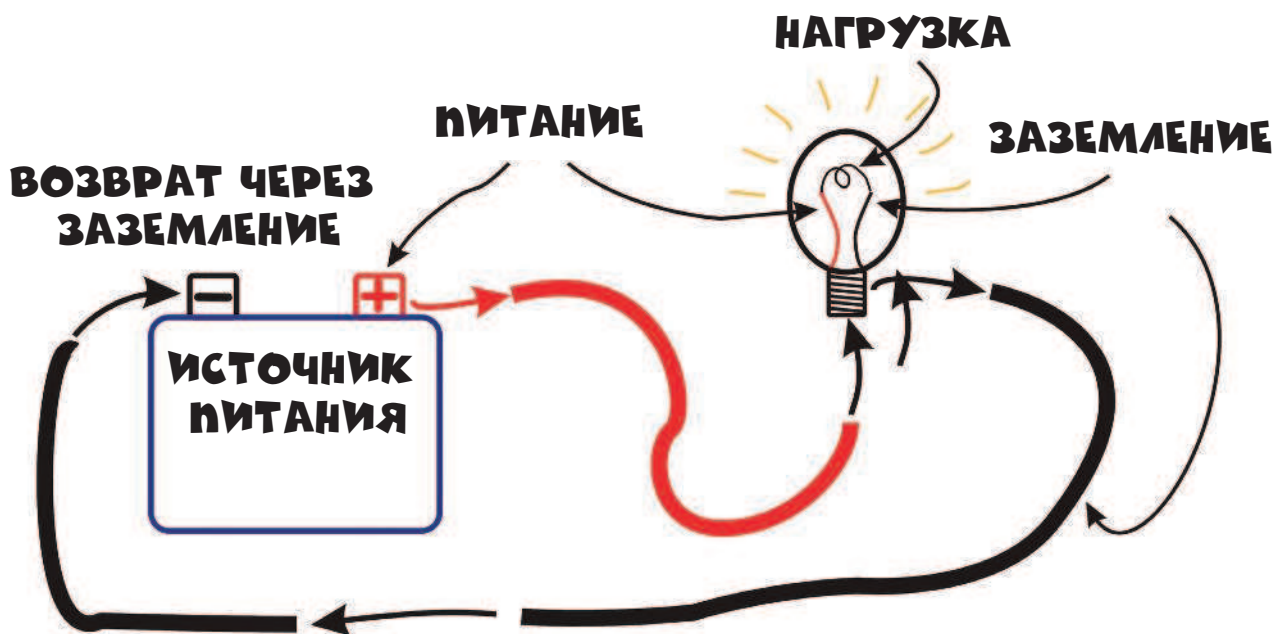 НАГРУЗКА
ПИТАНИЕ
ЗАЗЕМЛЕНИЕ
ВОЗВРАТ ЧЕРЕЗ
ЗАЗЕМЛЕНИЕ
− +
ИСТОЧНИК
ПИТАНИЯ